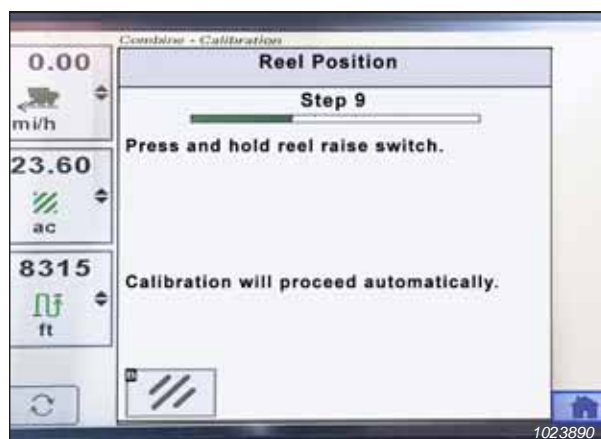 Combine - Calibration
Reel Position
0.00
mi/h
Step 9
Press and hold reel raise switch.
23.60
ac
8315
ft
Calibration will proceed automatically.
1023890